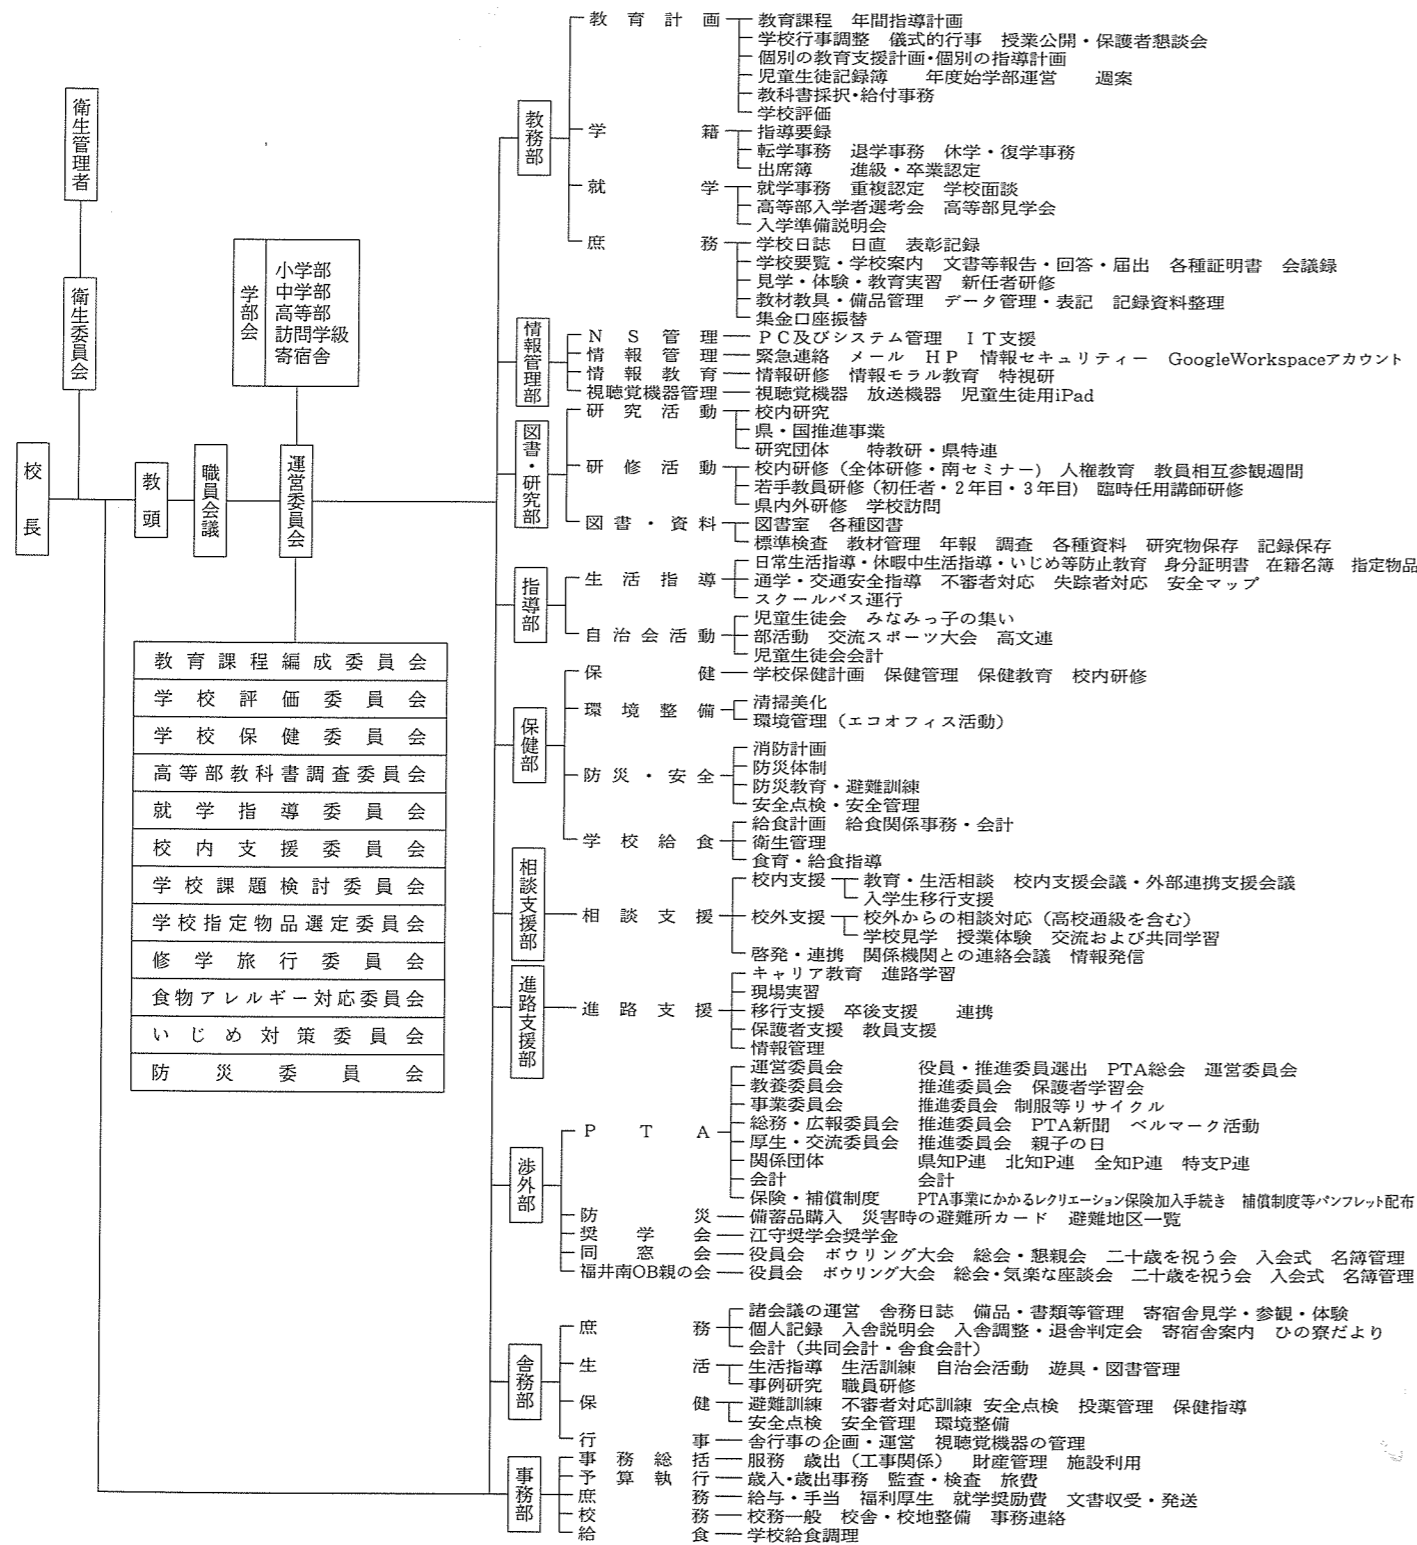 衛生管理者
衛生委員会
校長
教頭
職員会議
運営委員会
学部会
小学部
中学部
高等部
訪問学級
寄宿舎
教育課程編成委員会
学校評価委員会
学校保健委員会
高等部教科書調査委員会
就学指導委員会
校内支援委員会
学校課題検討委員会
学校指定物品選定委員会
修学旅行委員会
食物アレルギー対応委員会
いじめ対策委員会
防災委員会
教務部
教育計画 教育課程 年間指導計画
学校行事調整 儀式的行事 授業公開・保護者懇談会
個別の教育支援計画・個別の指導計画
児童生徒記録簿 年度始学部運営 週案
教科書採択・給付事務
学校評価
学籍 指導要録
転学事務 退学事務 休学・復学事務
出席簿 進級・卒業認定
就学 就学事務 重複認定 学校面談
高等部入学者選考会 高等部見学会
入学準備説明会
庶務 学校日誌 日直 表彰記録
学校要覧・学校案内 文書等報告・回答・届出 各種証明書 会議録
見学・体験・教育実習 新任者研修
教材教具・備品管理 データ管理・表記 記録資料整理
集金口座振替
情報管理部
NS管理 PC及びシステム管理 IT支援
情報管理 緊急連絡 メール HP 情報セキュリティー GoogleWorkspaceアカウント
情報教育 情報研修 情報モラル教育 特視研
視聴覚機器管理 視聴覚機器 放送機器 児童生徒用iPad
図書・研究部
研究活動 校内研究
県・国推進事業
研究団体 特教研・県特連
研修活動 校内研修(全体研修・南セミナー) 人権教育 教員相互参観週間
若手教員研修(初任者・2年目・3年目) 臨時任用講師研修
県内外研修 学校訪問
図書・資料 図書室 各種図書
標準検査 教材管理 年報 調査 各種資料 研究物保存 記録保存
指導部
生活指導 日常生活指導・休暇中生活指導・いじめ等防止教育 身分証明書 在籍名簿 指定物品
通学・交通安全指導 不審者対応 失踪者対応 安全マップ
スクールバス運行
自治会活動 児童生徒会 みなみっ子の集い
部活動 交流スポーツ大会 高文連
児童生徒会会計
保健部
保健 学校保健計画 保健管理 保健教育 校内研修
環境整備 清掃美化
環境管理(エコオフィス活動)
防災・安全 消防計画
防災体制
防災教育・避難訓練
安全点検・安全管理
学校給食 給食計画 給食関係事務・会計
衛生管理
食育・給食指導
相談支援部
相談支援 校内支援 教育・生活相談 校内支援会議・外部連携支援会議
入学生移行支援
校外支援 校外からの相談対応(高校通級を含む)
学校見学 授業体験 交流および共同学習
啓発・連携 関係機関との連絡会議 情報発信
進路支援部
進路支援 キャリア教育 進路学習
現場実習
移行支援 卒後支援 連携
保護者支援 教員支援
情報管理
渉外部
PTA 運営委員会 役員・推進委員選出 PTA総会 運営委員会
教養委員会 推進委員会 保護者学習会
事業委員会 推進委員会 制服等リサイクル
総務・広報委員会 推進委員会 PTA新聞 ベルマーク活動
厚生・交流委員会 推進委員会 親子の日
関係団体 県知P連 北知P連 全知P連 特支P連
会計 会計
保険・補償制度 PTA事業にかかるレクリエーション保険加入手続き 補償制度等パンフレット配布
防災 備蓄品購入 災害時の避難所カード 避難地区一覧
奨学会 江守奨学会奨学金
同窓会 役員会 ボウリング大会 総会・懇親会 二十歳を祝う会 入会式 名簿管理
福井南OB親の会 役員会 ボウリング大会 総会・気楽な座談会 二十歳を祝う会 入会式 名簿管理
舎務部
庶務 諸会議の運営 舎務日誌 備品・書類等管理 寄宿舎見学・参観・体験
個人記録 入舎説明会 入舎調整・退舎判定会 寄宿舎案内 ひの寮だより
会計(共同会計・舎食会計)
生活 生活指導 生活訓練 自治会活動 遊具・図書管理
事例研究 職員研修
保健 避難訓練 不審者対応訓練 安全点検 投薬管理 保健指導
安全点検 安全管理 環境整備
行事 舎行事の企画・運営 視聴覚機器の管理
事務部
事務総括 服務 歳出(工事関係) 財産管理 施設利用
予算執行 歳入・歳出事務 監査・検査 旅費
庶務 給与・手当 福利厚生 就学奨励費 文書収受・発送
校務 校務一般 校舎・校地整備 事務連絡
給食 学校給食調理